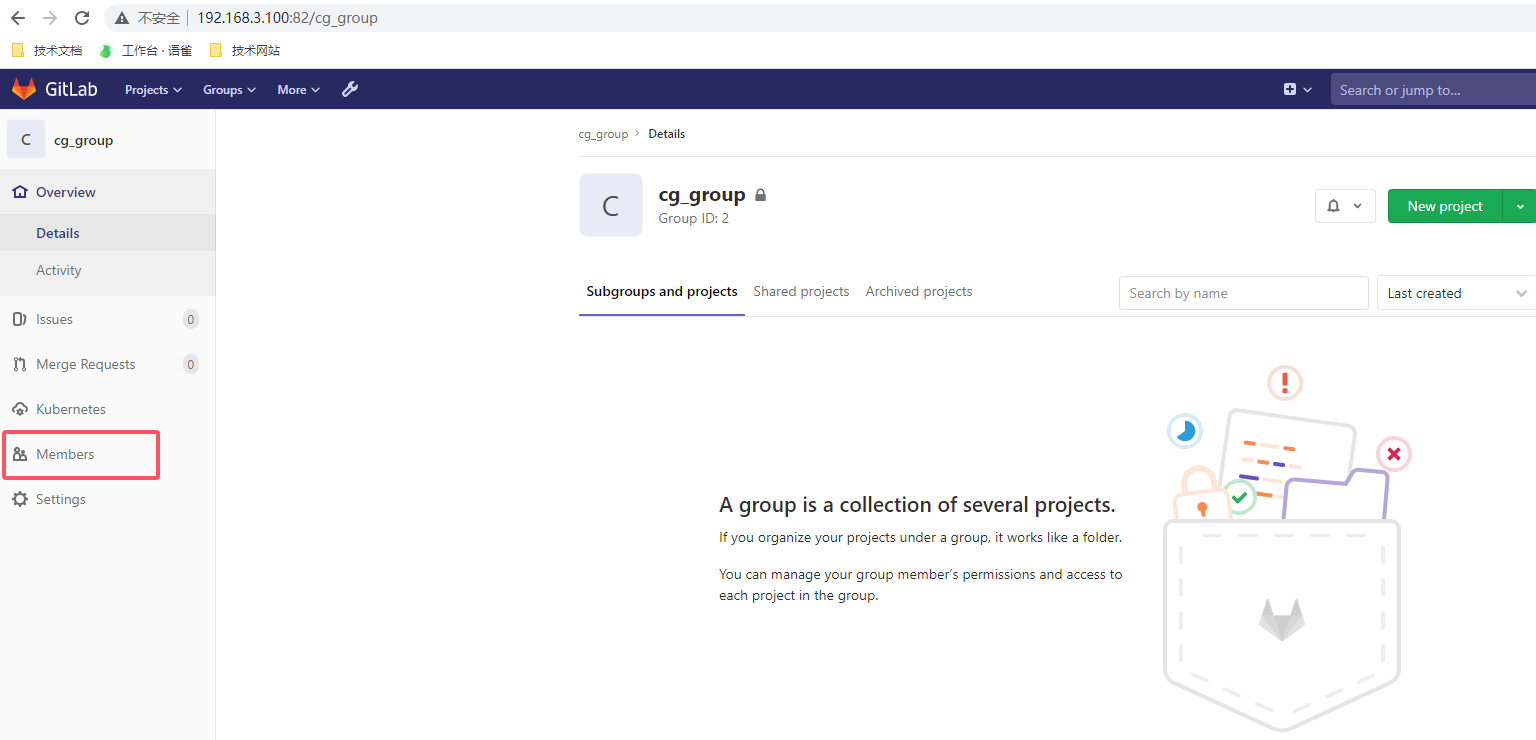 不安全 192.168.3.100:82/cg_group
技术文档 工作台 · 语雀 技术网站
GitLab Projects Groups More Search or jump to...
C cg_group
cg_group › Details
Overview
C
cg_group
Group ID: 2
New project
Details
Activity
Subgroups and projects Shared projects Archived projects Search by name Last created
Issues 0
Merge Requests 0
Kubernetes
Members
Settings
A group is a collection of several projects.
If you organize your projects under a group, it works like a folder.
You can manage your group member’s permissions and access to
each project in the group.